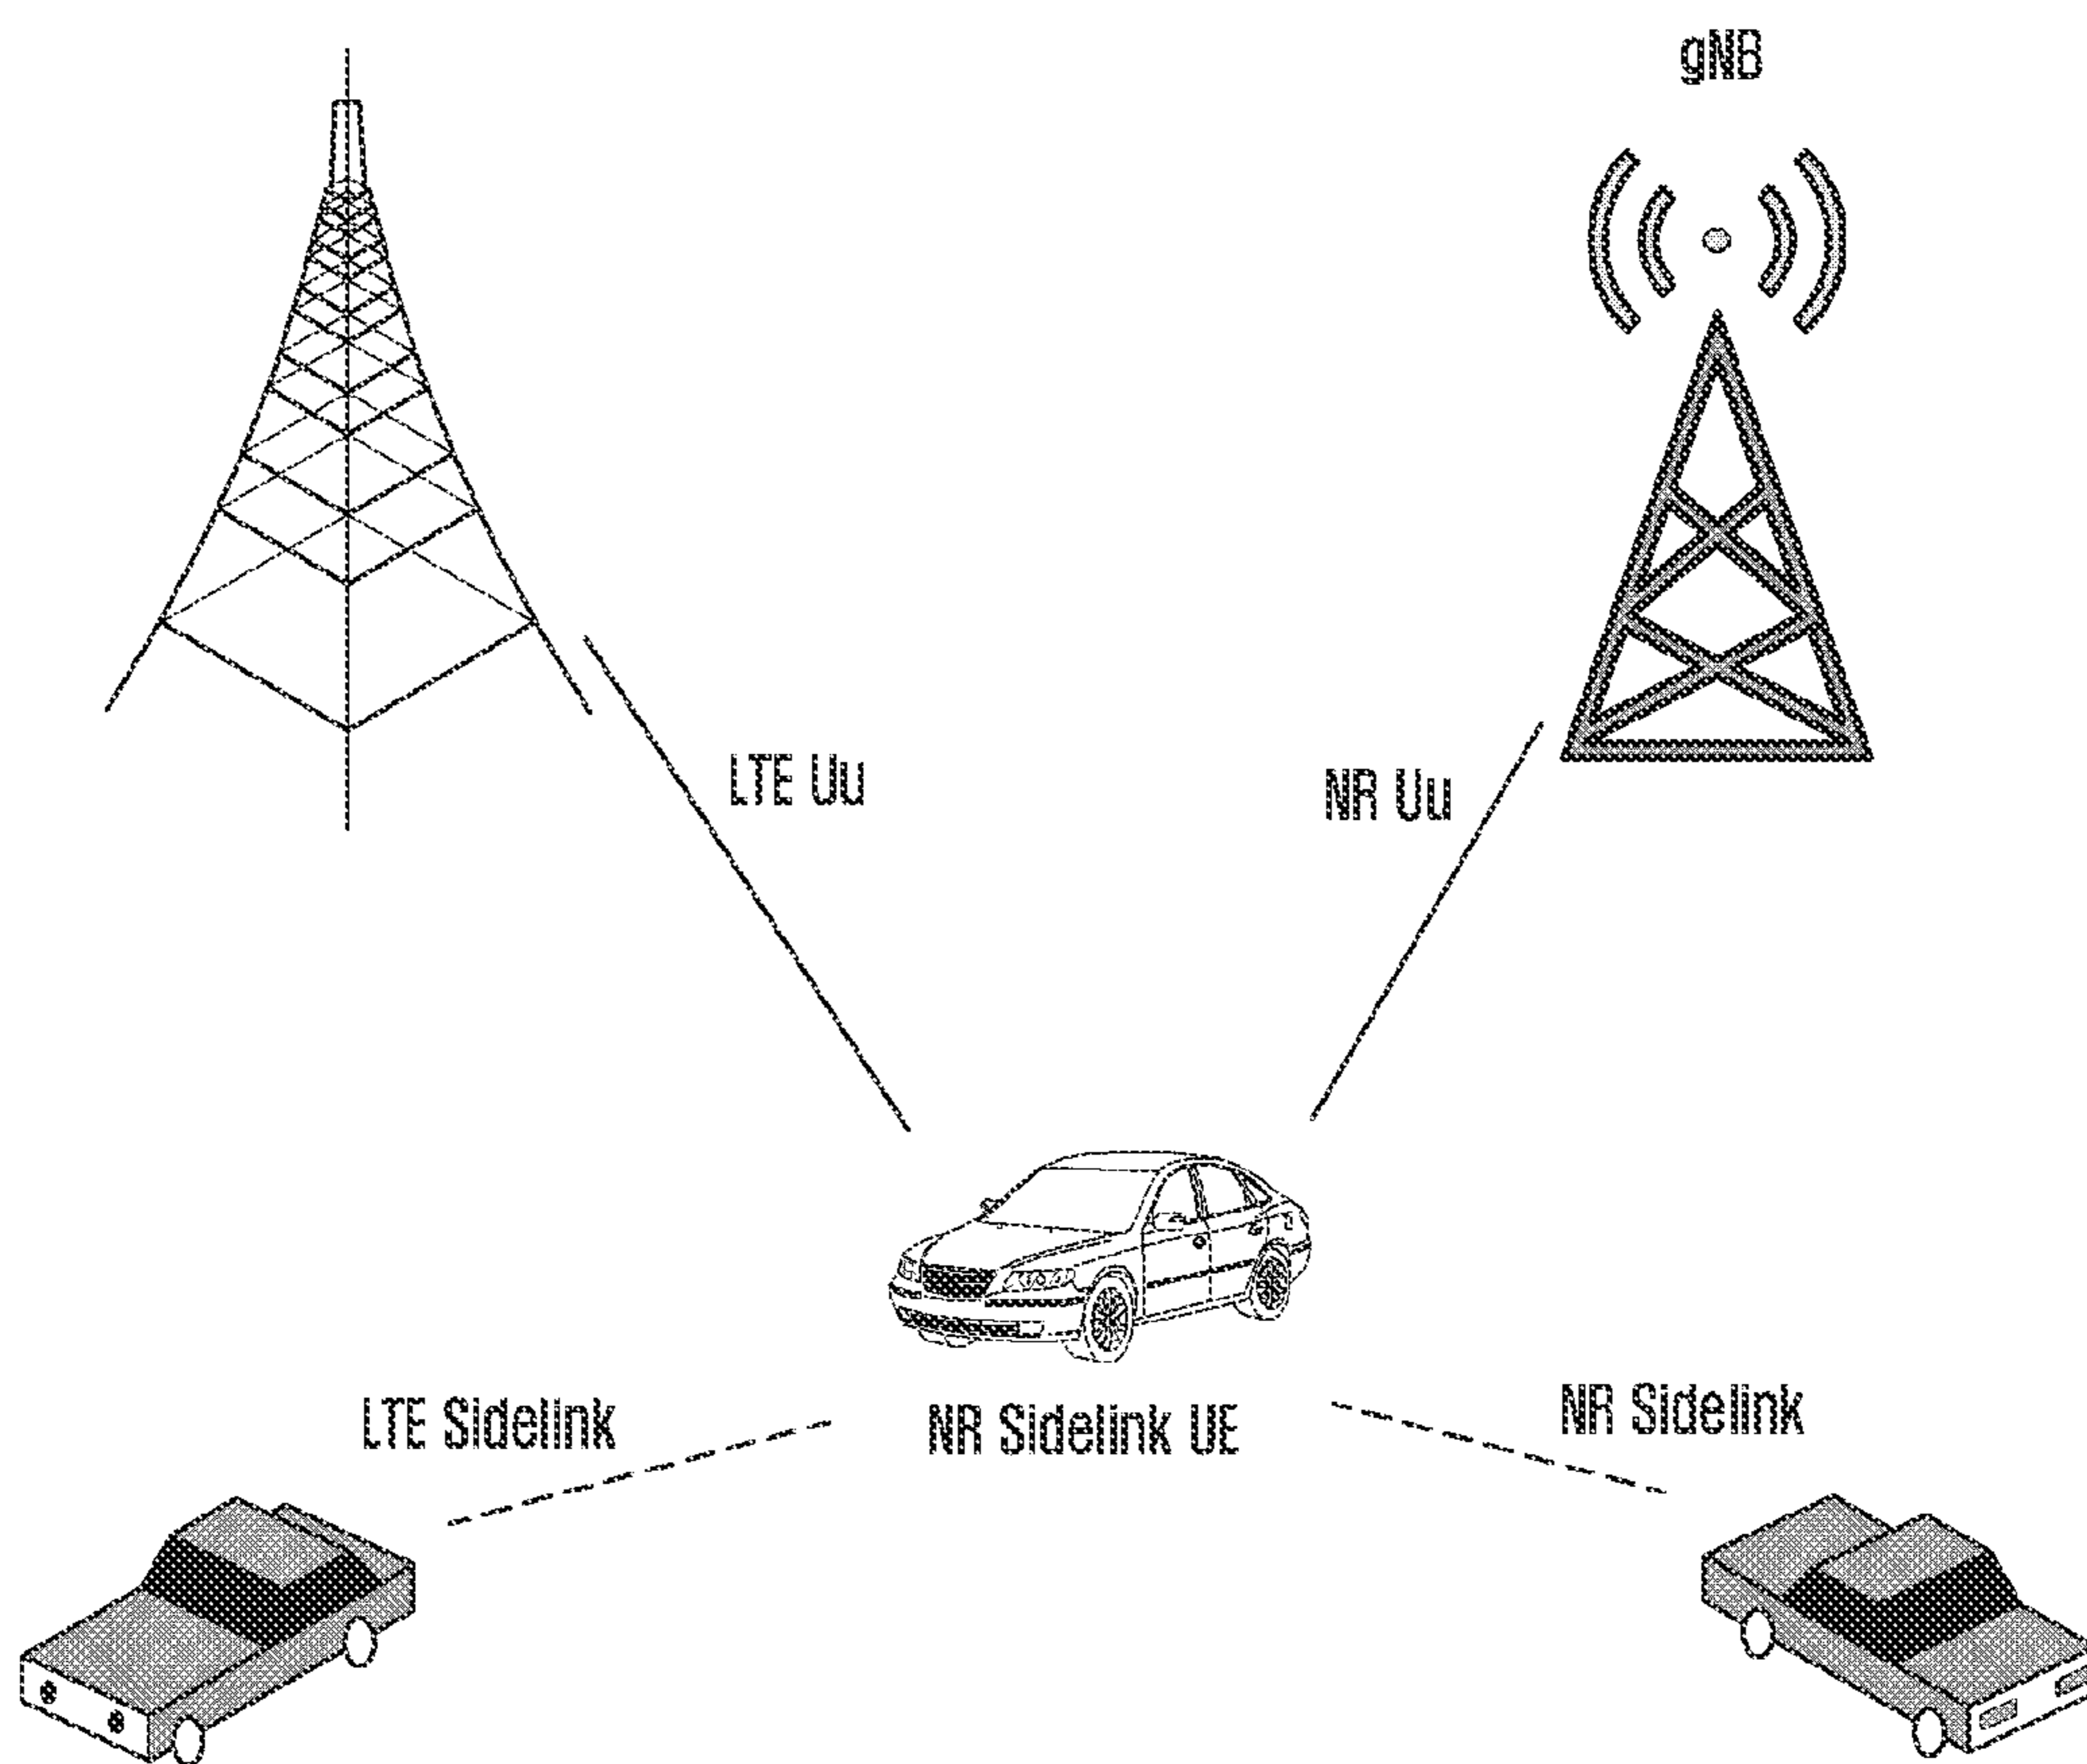 gNB
LTE Uu
NR Uu
LTE Sidelink
NR Sidelink UE
NR Sidelink